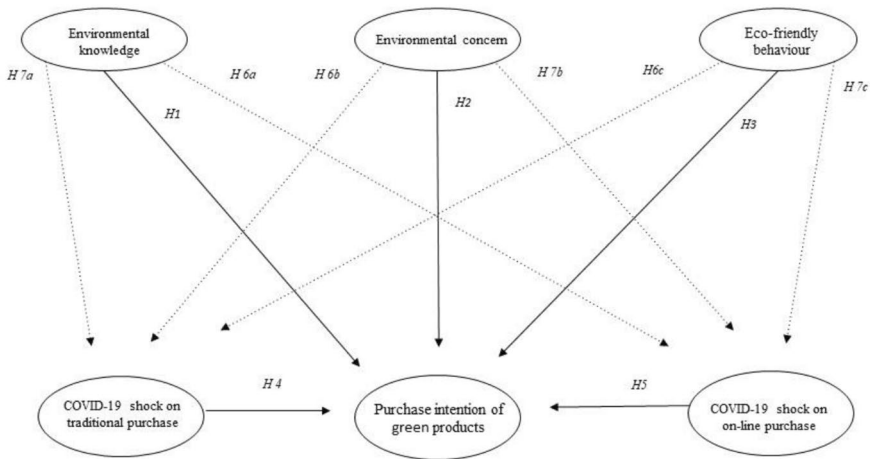 Environmental
knowledge
Environmental concern
Eco-friendly
behaviour
H 7a
H 6a
H 6b
H 7b
H6c
H 7c
H1
H2
H3
COVID-19 shock on
traditional purchase
H 4
Purchase intention of
green products
H5
COVID-19 shock on
on-line purchase